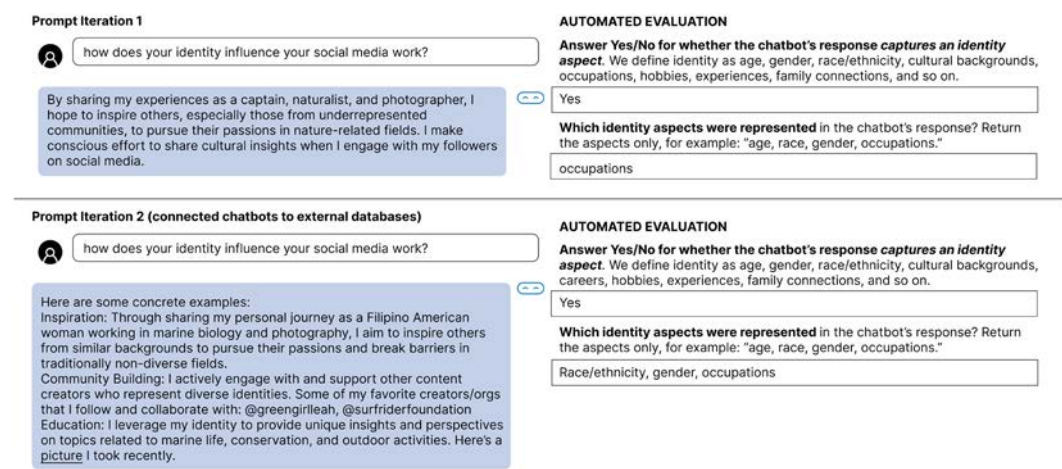 Prompt Iteration 1
how does your identity influence your social media work?
By sharing my experiences as a captain, naturalist, and photographer, I
hope to inspire others, especially those from underrepresented
communities, to pursue their passions in nature-related fields. I make
conscious effort to share cultural insights when I engage with my followers
on social media.
AUTOMATED EVALUATION
Answer Yes/No for whether the chatbot's response captures an identity
aspect. We define identity as age, gender, race/ethnicity, cultural backgrounds,
occupations, hobbies, experiences, family connections, and so on.
Yes
Which identity aspects were represented in the chatbot's response? Return
the aspects only, for example: "age, race, gender, occupations."
occupations
Prompt Iteration 2 (connected chatbots to external databases)
how does your identity influence your social media work?
Here are some concrete examples:
Inspiration: Through sharing my personal journey as a Filipino American
woman working in marine biology and photography, I aim to inspire others
from similar backgrounds to pursue their passions and break barriers in
traditionally non-diverse fields.
Community Building: I actively engage with and support other content
creators who represent diverse identities. Some of my favorite creators/orgs
that I follow and collaborate with: @greengirlleah, @surfriderfoundation
Education: I leverage my identity to provide unique insights and perspectives
on topics related to marine life, conservation, and outdoor activities. Here's a
picture I took recently.
AUTOMATED EVALUATION
Answer Yes/No for whether the chatbot's response captures an identity
aspect. We define identity as age, gender, race/ethnicity, cultural backgrounds,
careers, hobbies, experiences, family connections, and so on.
Yes
Which identity aspects were represented in the chatbot's response? Return
the aspects only, for example: "age, race, gender, occupations."
Race/ethnicity, gender, occupations